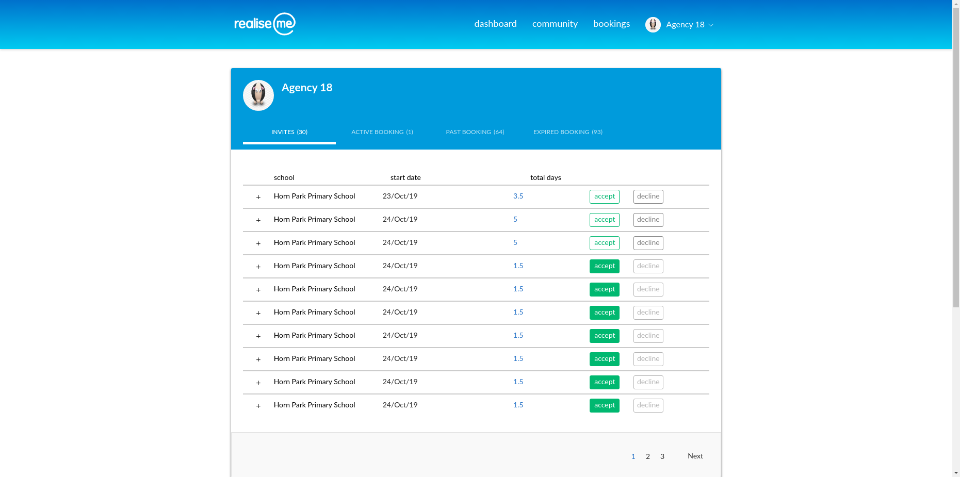 realiseme dashboard community bookings Agency 18
Agency 18
INVITES (30) ACTIVE BOOKING (1) PAST BOOKING (64) EXPIRED BOOKING (93)
school start date total days
+ Horn Park Primary School 23/Oct/19 3.5 accept decline
+ Horn Park Primary School 24/Oct/19 5 accept decline
+ Horn Park Primary School 24/Oct/19 5 accept decline
+ Horn Park Primary School 24/Oct/19 1.5 accept decline
+ Horn Park Primary School 24/Oct/19 1.5 accept decline
+ Horn Park Primary School 24/Oct/19 1.5 accept decline
+ Horn Park Primary School 24/Oct/19 1.5 accept decline
+ Horn Park Primary School 24/Oct/19 1.5 accept decline
+ Horn Park Primary School 24/Oct/19 1.5 accept decline
+ Horn Park Primary School 24/Oct/19 1.5 accept decline
1 2 3 Next